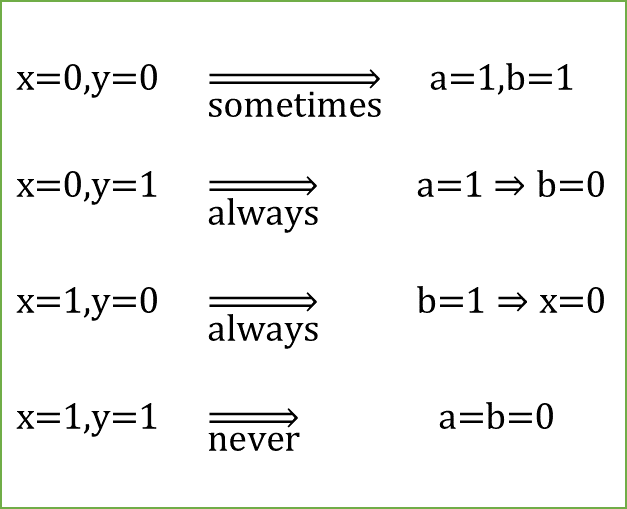 x=0,y=0 ⟹ sometimes a=1,b=1
x=0,y=1 ⟹ always a=1 ⇒ b=0
x=1,y=0 ⟹ always b=1 ⇒ x=0
x=1,y=1 ⟹ never a=b=0